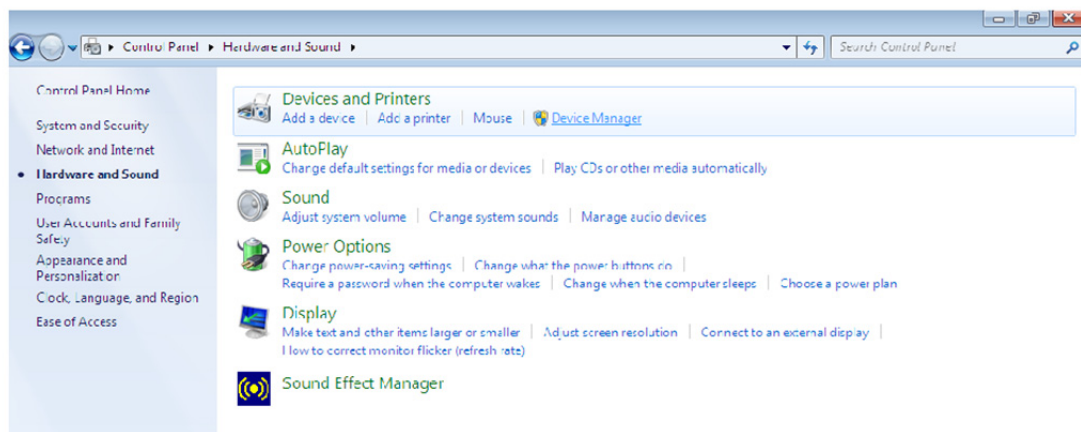 Control Panel ▸ Hardware and Sound ▸
Search Control Panel
Control Panel Home
System and Security
Network and Internet
Hardware and Sound
Programs
User Accounts and Family
Safety
Appearance and
Personalization
Clock, Language, and Region
Ease of Access
Devices and Printers
Add a device | Add a printer | Mouse | Device Manager
AutoPlay
Change default settings for media or devices | Play CDs or other media automatically
Sound
Adjust system volume | Change system sounds | Manage audio devices
Power Options
Change power-saving settings | Change what the power buttons do |
Require a password when the computer wakes | Change when the computer sleeps | Choose a power plan
Display
Make text and other items larger or smaller | Adjust screen resolution | Connect to an external display |
How to correct monitor flicker (refresh rate)
Sound Effect Manager